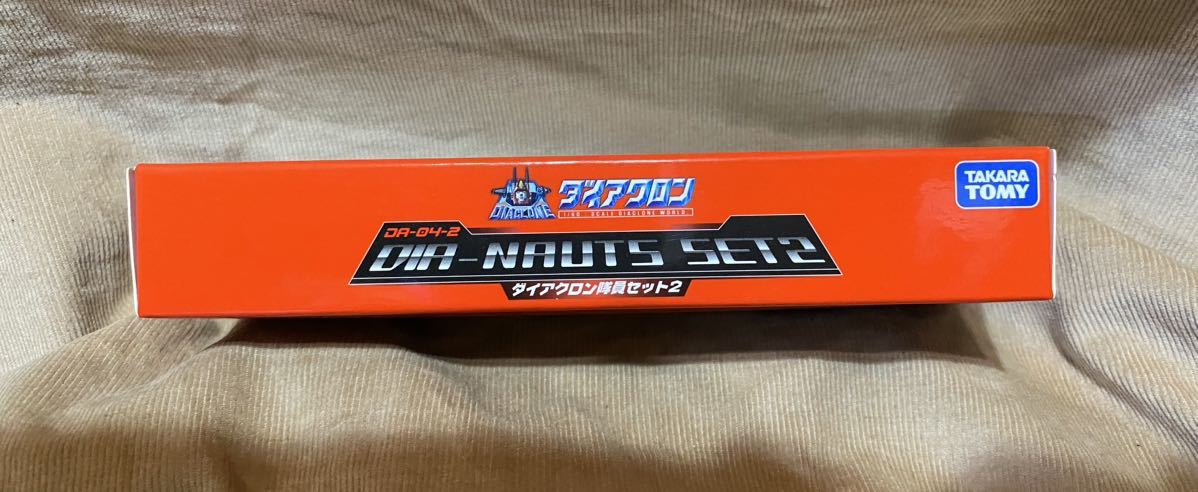 DIACLONE
ダイアクロン
1/60 SCALE DIACLONE WORLD
TAKARA
TOMY
DA-04-2
DIA-NAUTS SET2
ダイアクロン隊員セット2